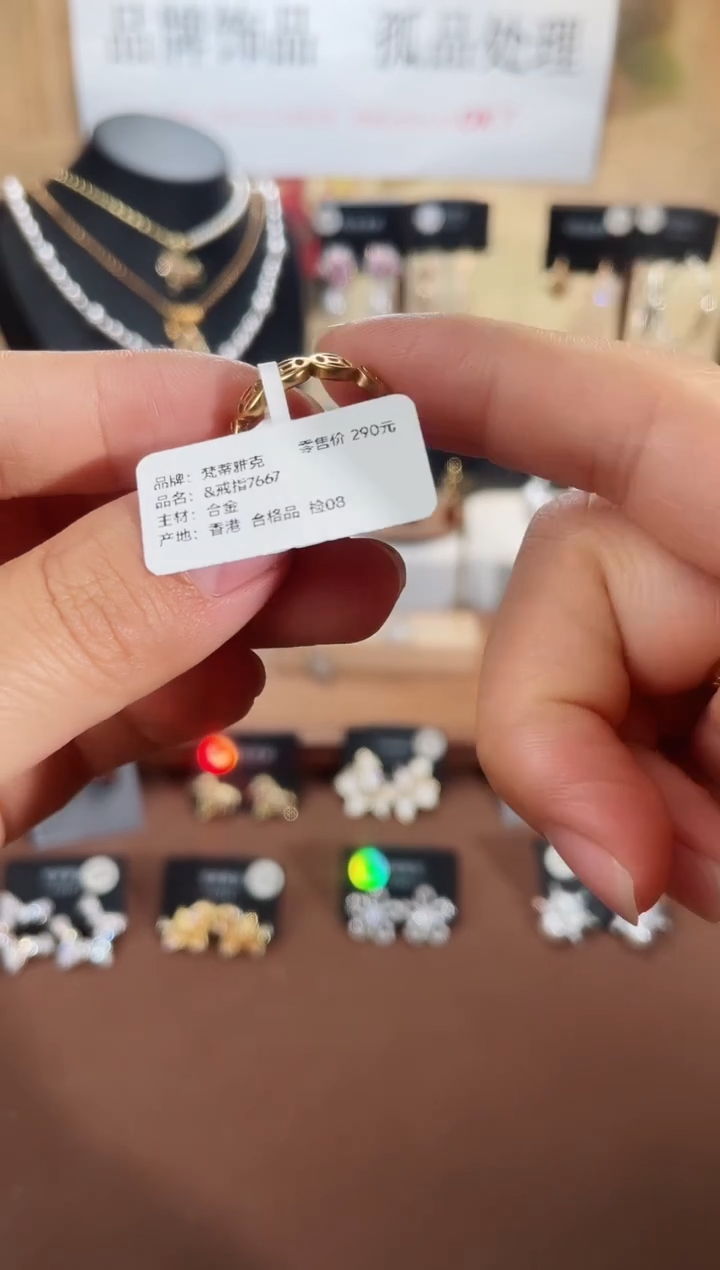 品牌饰品 孤品处理
零售价 290元
品牌：梵蒂雅克
品名：&戒指7667
主材：合金
产地：香港 合格品 检03